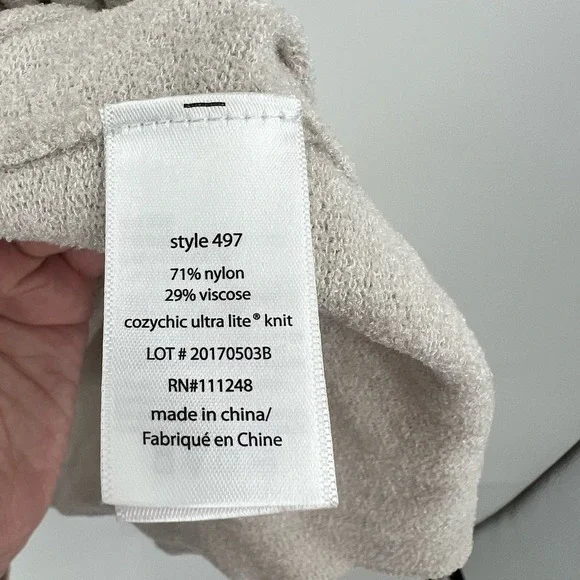 style 497
71% nylon
29% viscose
cozychic ultra lite® knit
LOT # 20170503B
RN#111248
made in china/
Fabriqué en Chine